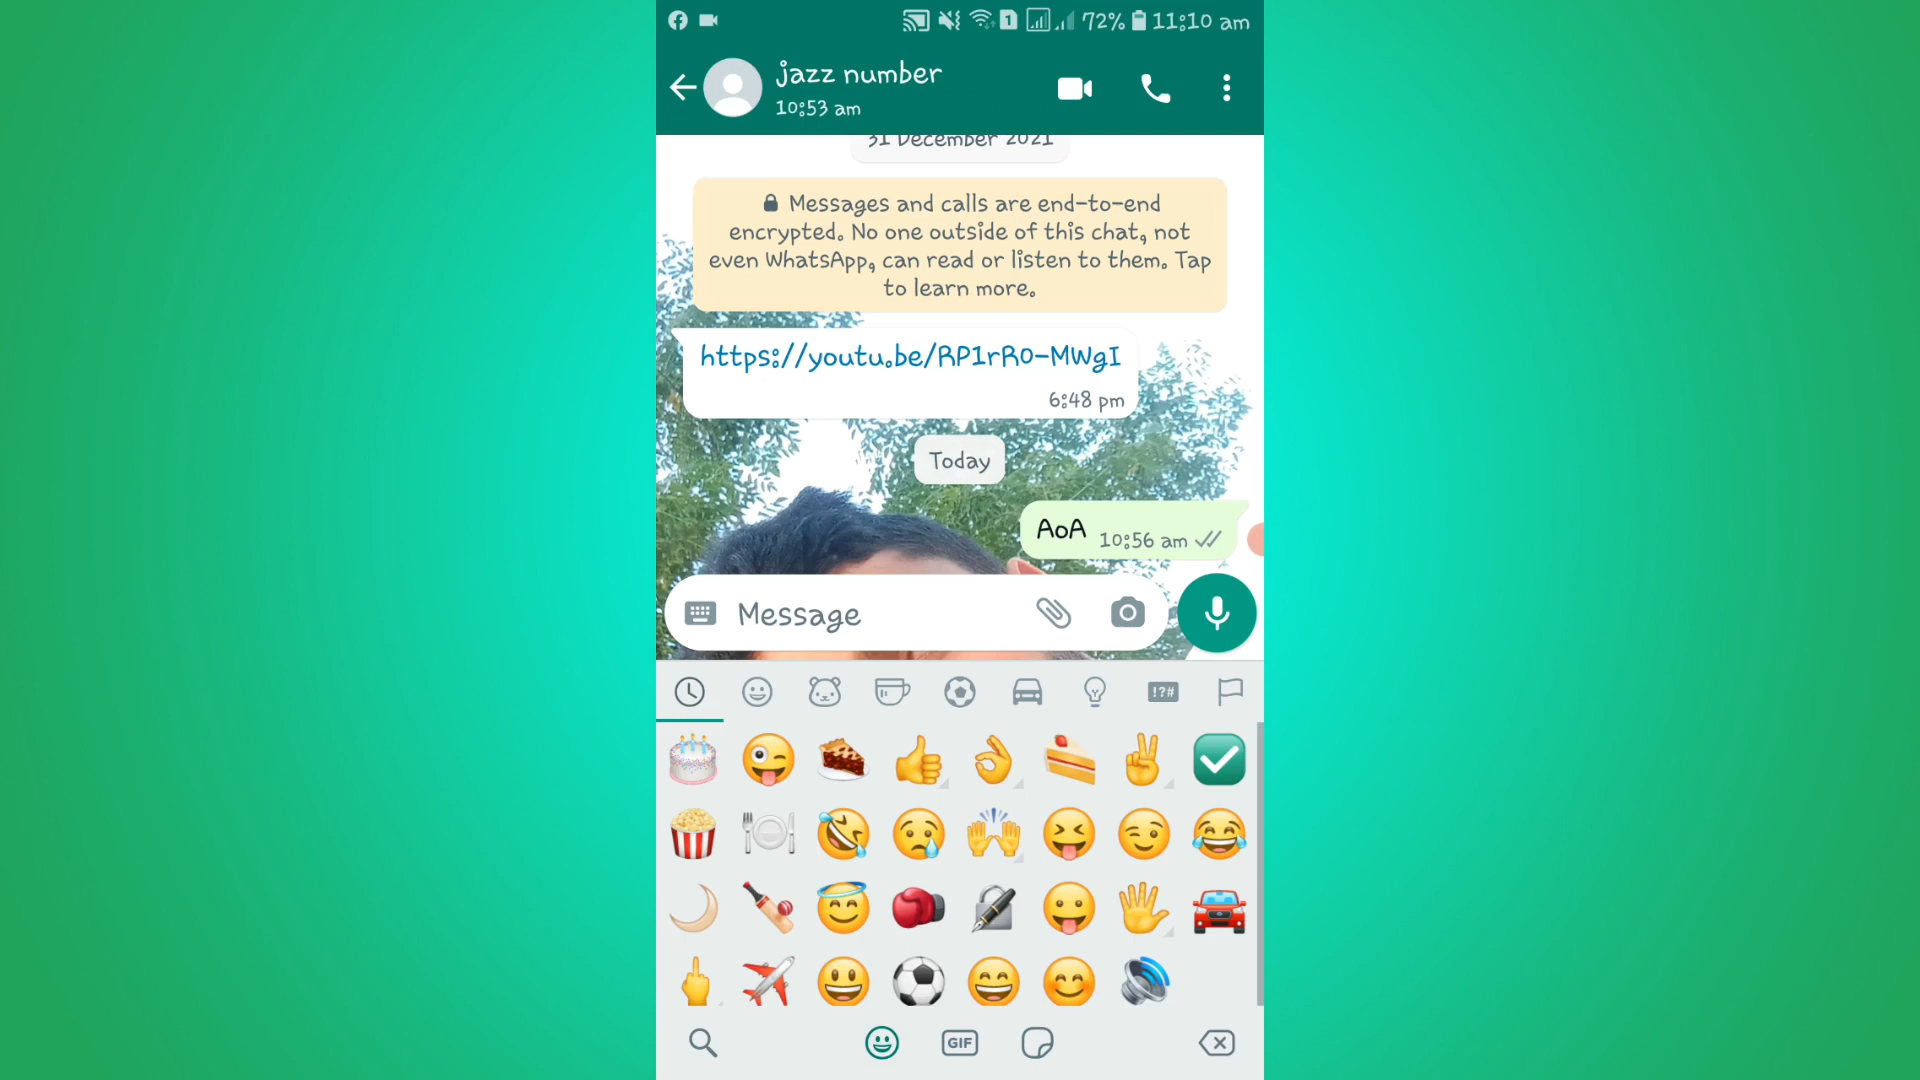 1 72% 11:10 am
jazz number
10:53 am
31 December 2021
Messages and calls are end-to-end
encrypted. No one outside of this chat, not
even WhatsApp, can read or listen to them. Tap
to learn more.
https://youtu.be/RP1rR0-MWgI
6:48 pm
Today
AoA 10:56 am
Message
!?#
GIF